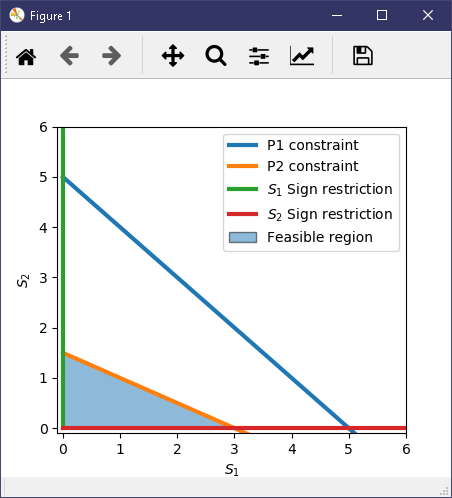 Figure 1
P1 constraint
P2 constraint
S₁ Sign restriction
S₂ Sign restriction
Feasible region
6
5
4
3
2
1
0
S₂
0 1 2 3 4 5 6
S₁